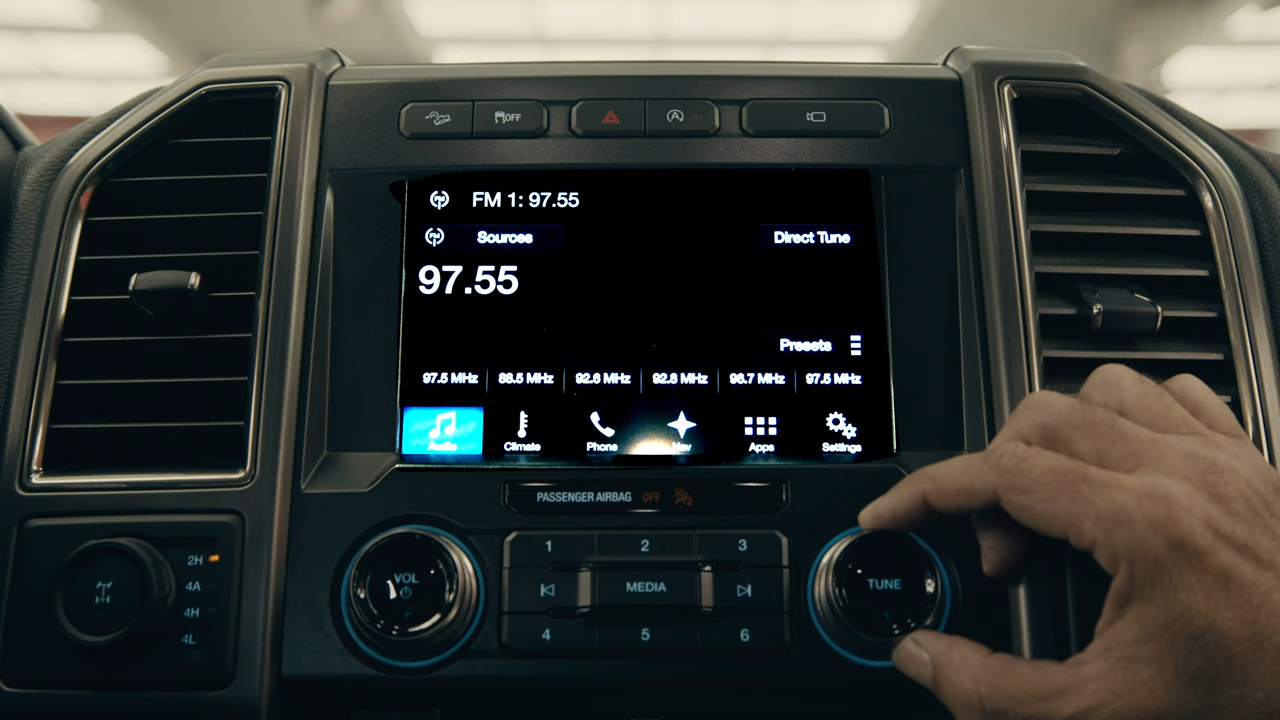 OFF
FM 1: 97.55
FM Sources Direct Tune
97.55
Presets
97.5 MHz 88.5 MHz 92.6 MHz 92.8 MHz 96.7 MHz 97.5 MHz
Audio Climate Phone Nav Apps Settings
PASSENGER AIRBAG OFF
1 2 3
VOL MEDIA TUNE
4 5 6
2H
4A
4H
4L